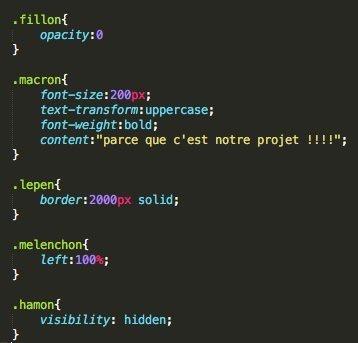 .fillon{
opacity:0
}
.macron{
font-size:200px;
text-transform:uppercase;
font-weight:bold;
content:"parce que c'est notre projet !!!!";
}
.lepen{
border:2000px solid;
}
.melenchon{
left:100%;
}
.hamon{
visibility: hidden;
}